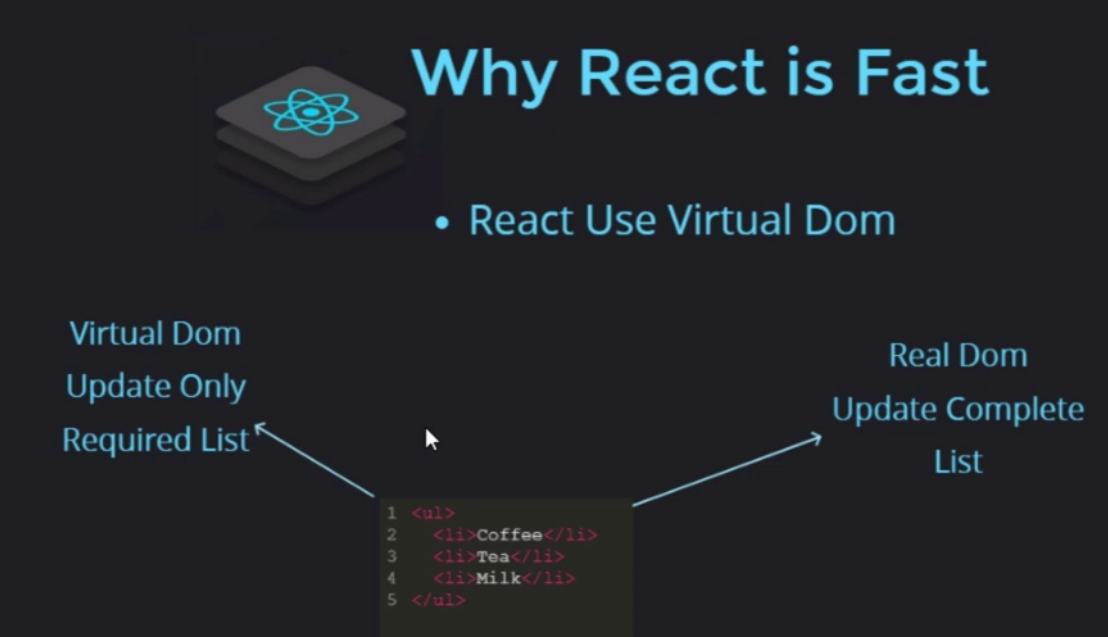 Why React is Fast
• React Use Virtual Dom
Virtual Dom
Update Only
Required List
Real Dom
Update Complete
List
1 <ul>
2   <li>Coffee</li>
3   <li>Tea</li>
4   <li>Milk</li>
5 </ul>